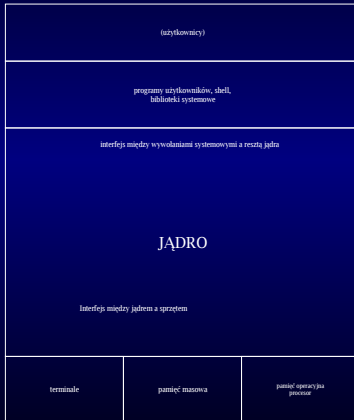 (użytkownicy)
programy użytkowników, shell,
biblioteki systemowe
interfejs między wywołaniami systemowymi a resztą jądra
JĄDRO
Interfejs między jądrem a sprzętem
terminale
pamięć masowa
pamięć operacyjna
procesor